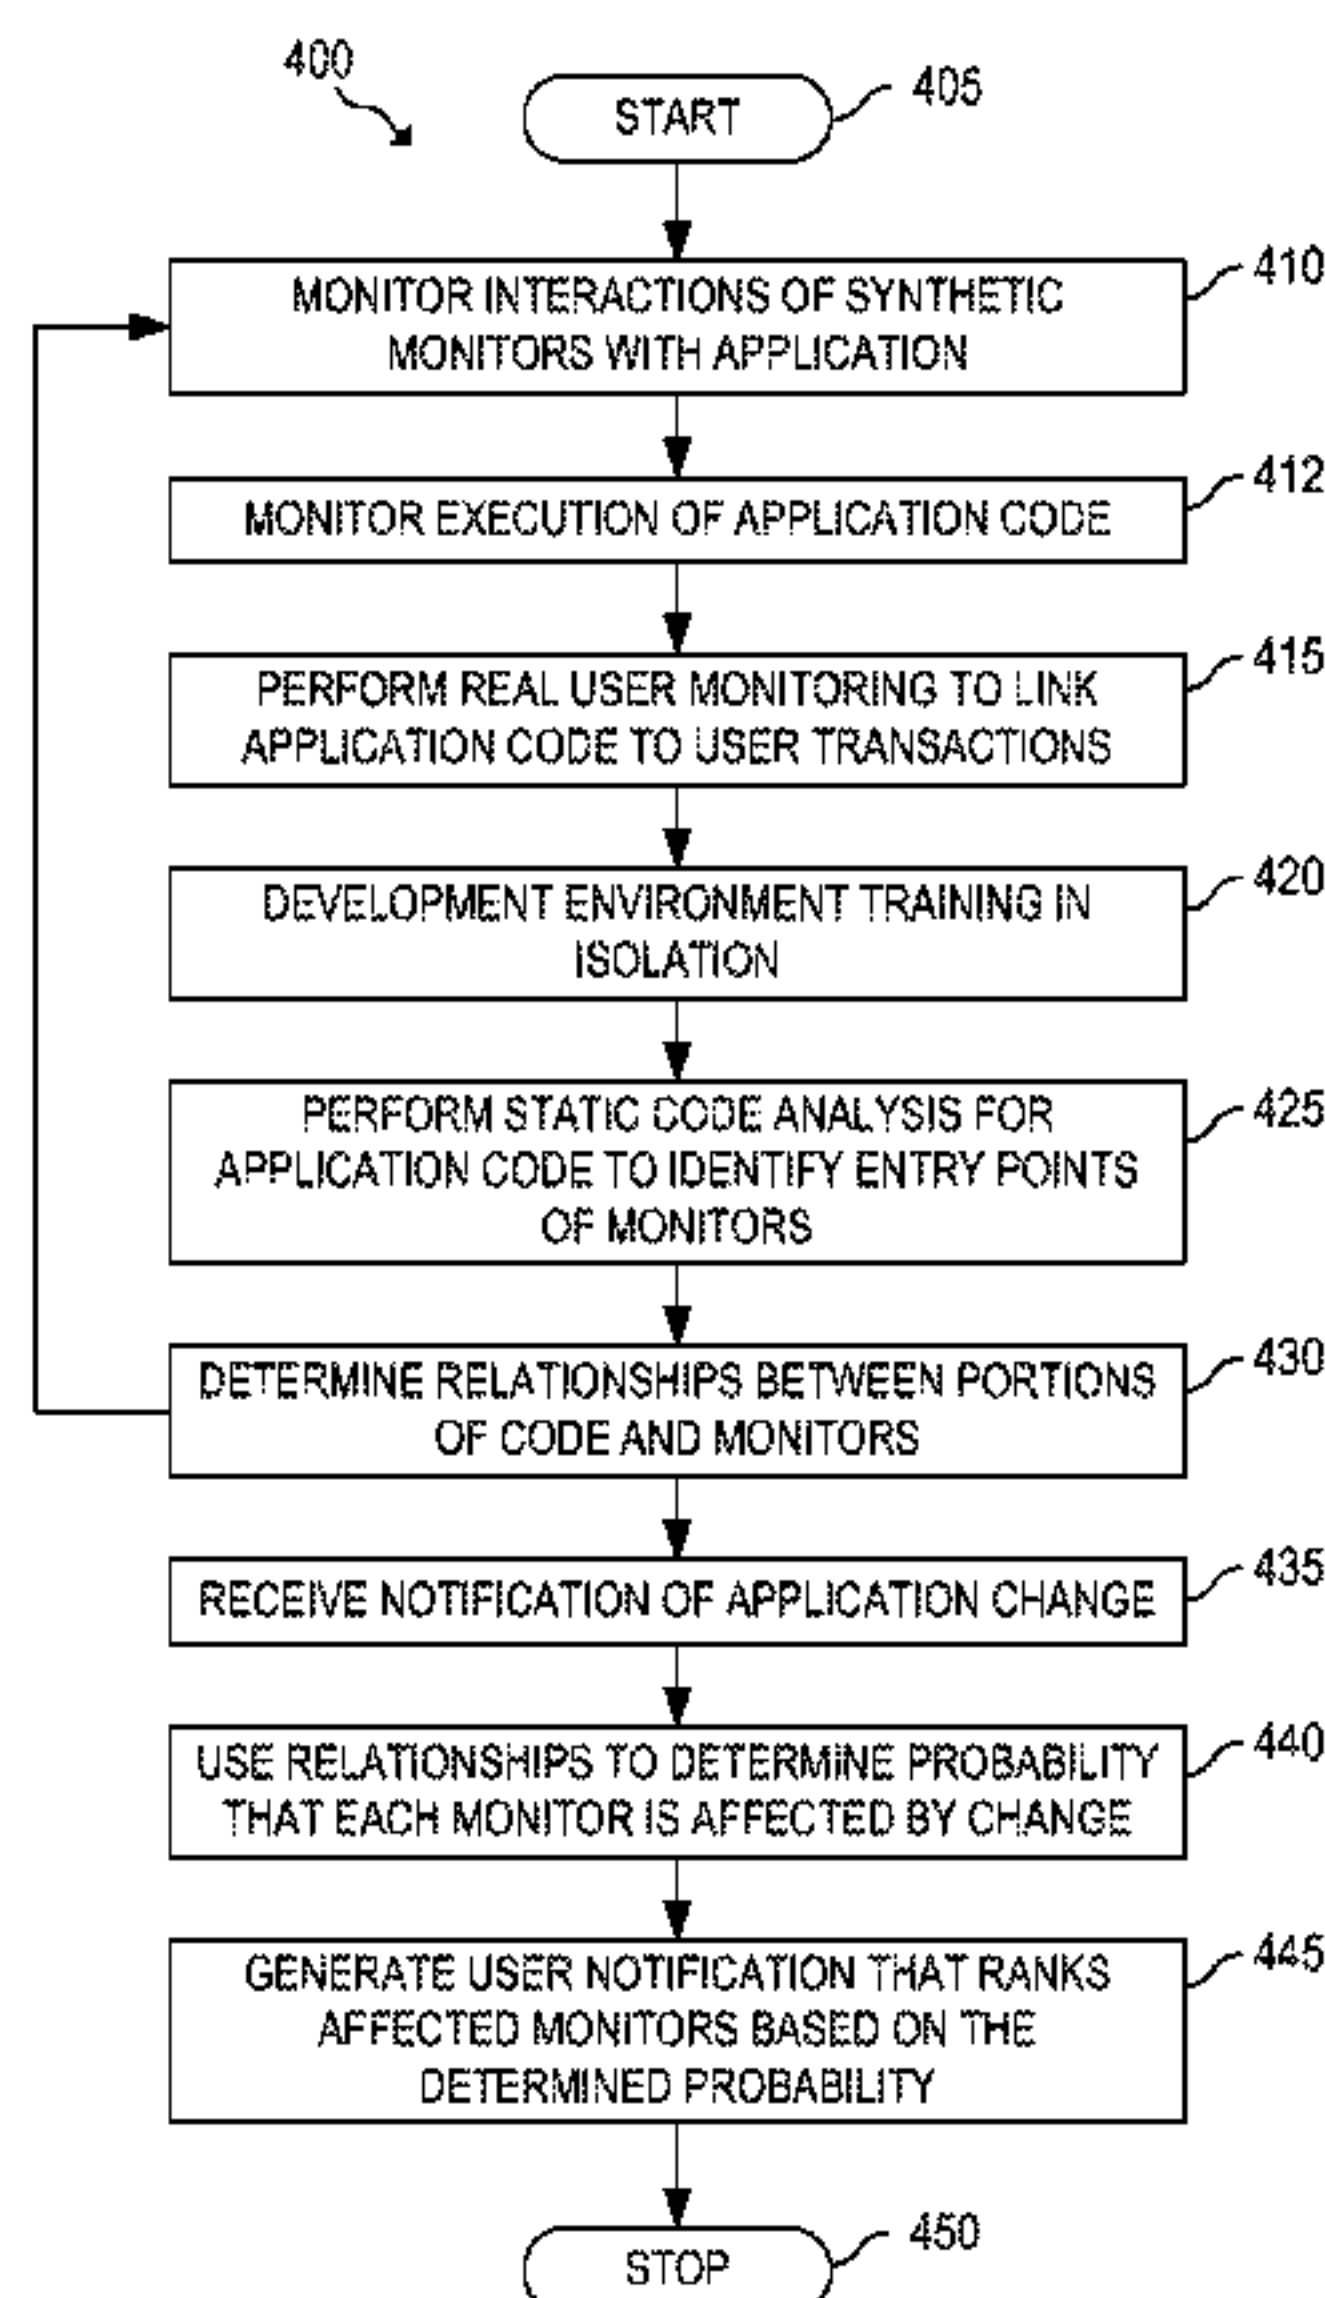 400
START
405
MONITOR INTERACTIONS OF SYNTHETIC
MONITORS WITH APPLICATION
410
MONITOR EXECUTION OF APPLICATION CODE
412
PERFORM REAL USER MONITORING TO LINK
APPLICATION CODE TO USER TRANSACTIONS
415
DEVELOPMENT ENVIRONMENT TRAINING IN
ISOLATION
420
PERFORM STATIC CODE ANALYSIS FOR
APPLICATION CODE TO IDENTIFY ENTRY POINTS
OF MONITORS
425
DETERMINE RELATIONSHIPS BETWEEN PORTIONS
OF CODE AND MONITORS
430
RECEIVE NOTIFICATION OF APPLICATION CHANGE
435
USE RELATIONSHIPS TO DETERMINE PROBABILITY
THAT EACH MONITOR IS AFFECTED BY CHANGE
440
GENERATE USER NOTIFICATION THAT RANKS
AFFECTED MONITORS BASED ON THE
DETERMINED PROBABILITY
445
STOP
450